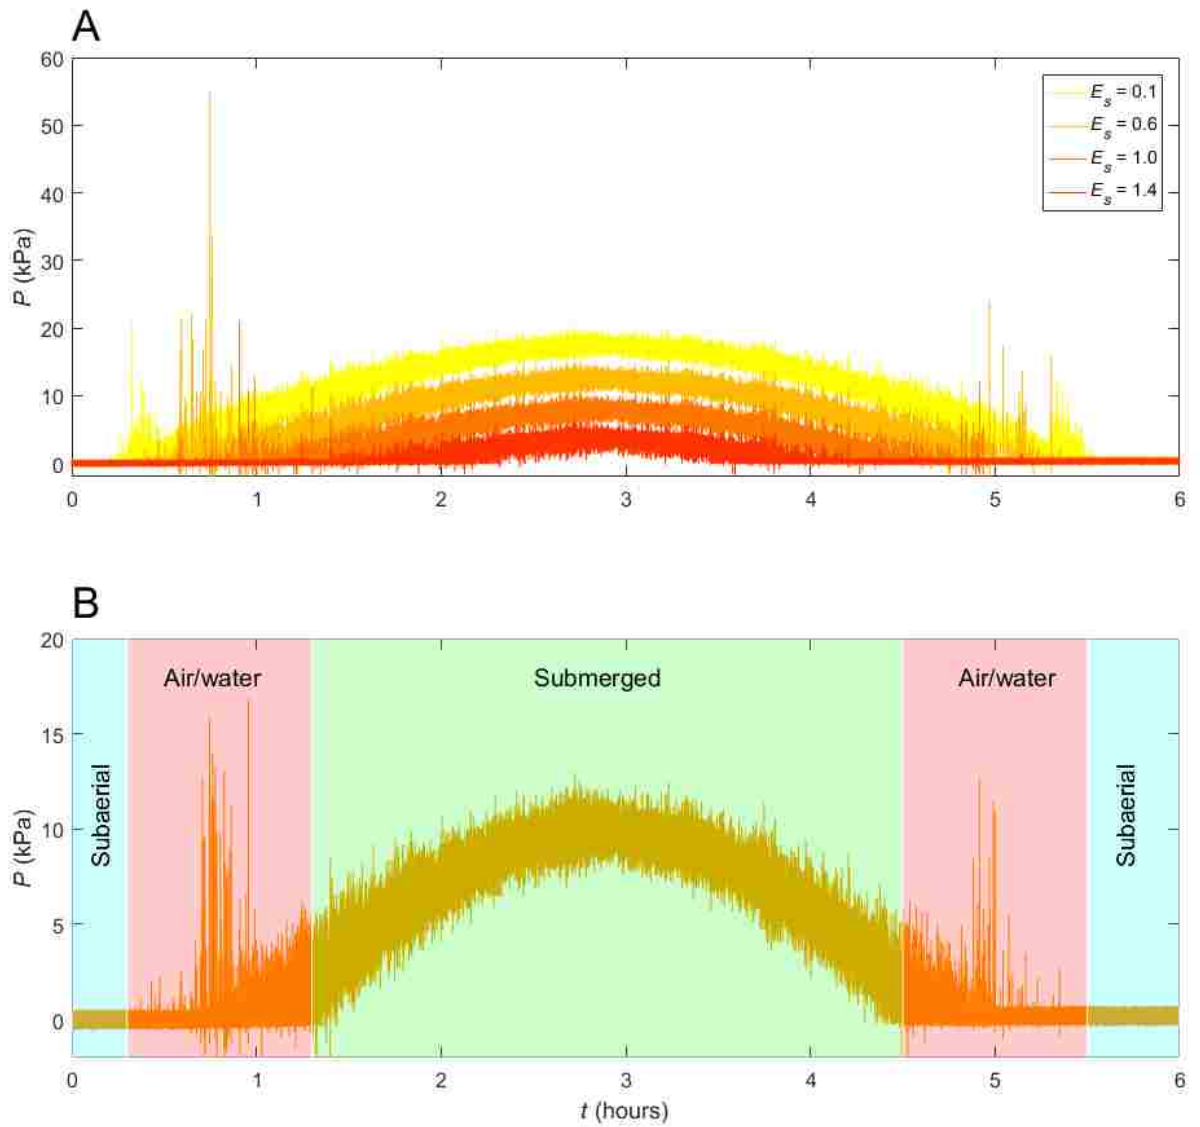 A
60
50
40
30
20
10
0
P (kPa)
E_s = 0.1
E_s = 0.6
E_s = 1.0
E_s = 1.4
0 1 2 3 4 5 6
B
20
15
10
5
0
P (kPa)
Subaerial
Air/water
Submerged
Air/water
Subaerial
0 1 2 3 4 5 6
t (hours)